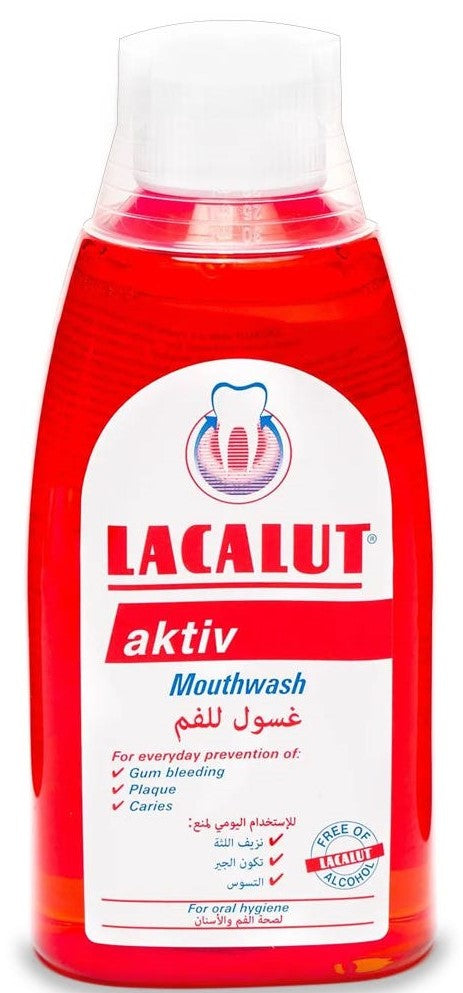 LACALUT®
aktiv
Mouthwash
غسول للفم
For everyday prevention of:
✓ Gum bleeding
✓ Plaque
✓ Caries
للإستخدام اليومي لمنع:
✓ نزيف اللثة
✓ تكون الجير
✓ التسوس
FREE OF
LACALUT
ALCOHOL
For oral hygiene
لصحة الفم والأسنان